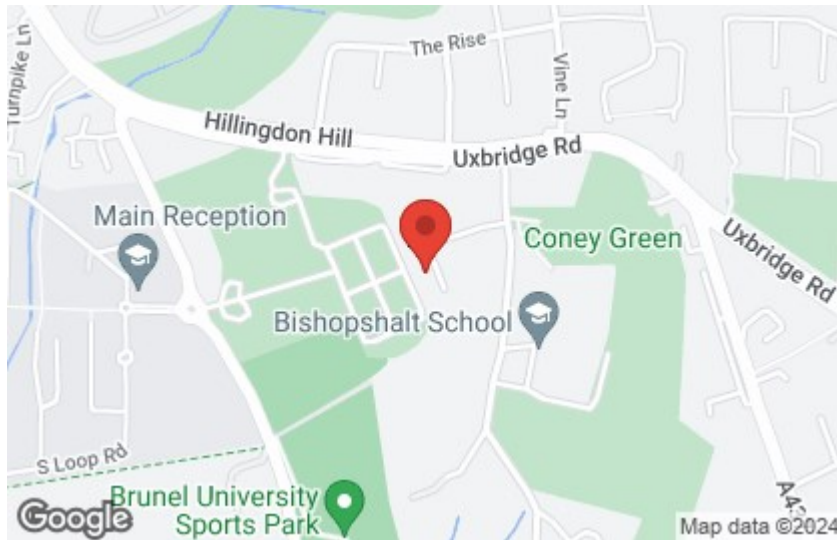 Turnpike Ln
The Rise
Vine Ln
Hillingdon Hill
Uxbridge Rd
Main Reception
Coney Green
Uxbridge Rd
Bishopshalt School
S Loop Rd
Brunel University
Sports Park
Google
Map data ©2024